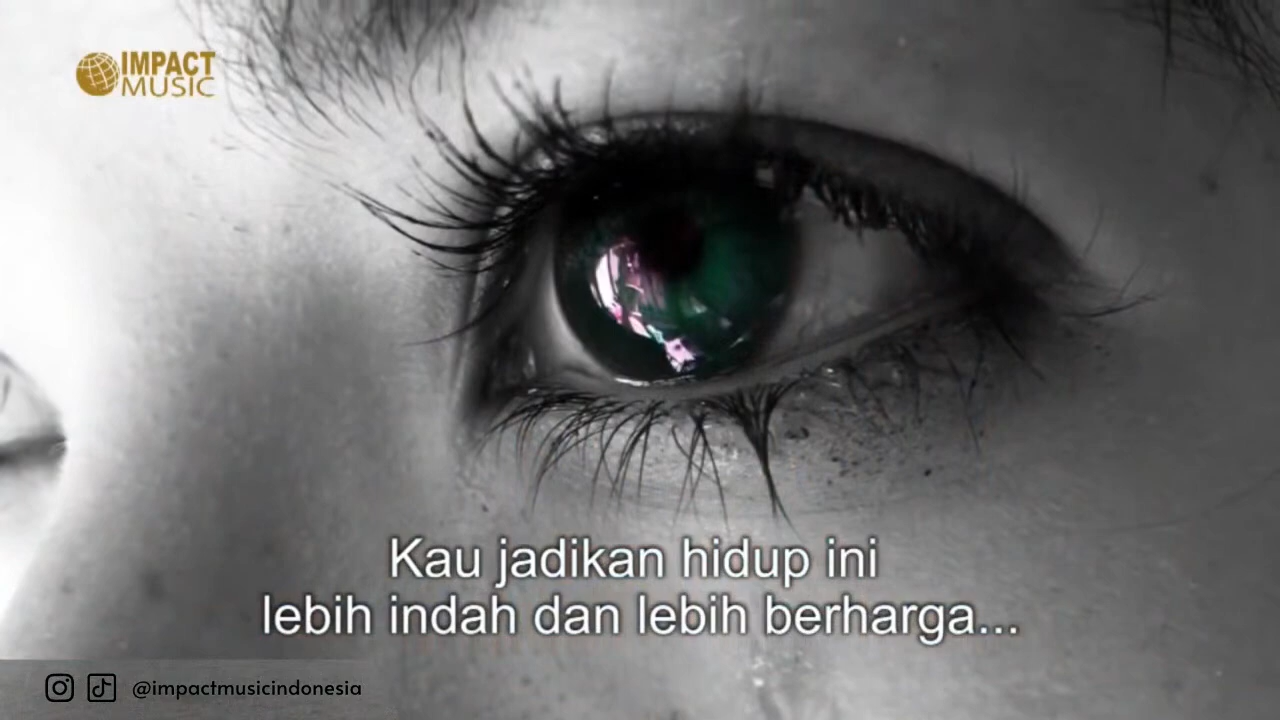 IMPACT
MUSIC
Kau jadikan hidup ini
lebih indah dan lebih berharga...
@impactmusicindonesia